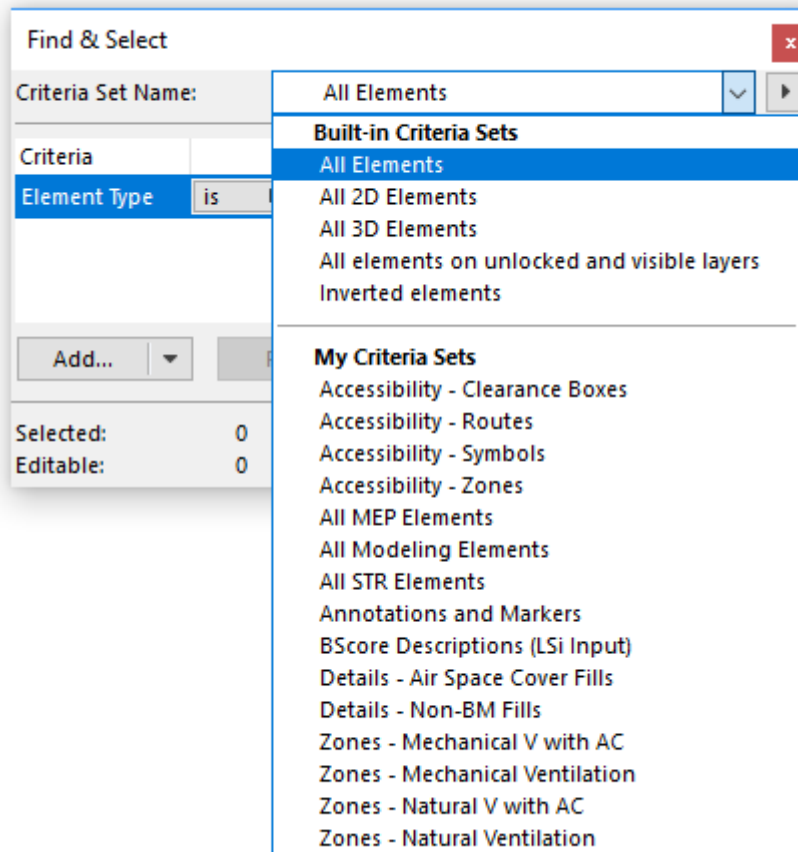 Find & Select
x
Criteria Set Name: All Elements
Built-in Criteria Sets
Criteria
All Elements
Element Type is
All 2D Elements
All 3D Elements
All elements on unlocked and visible layers
Inverted elements
My Criteria Sets
Add...
Accessibility - Clearance Boxes
Accessibility - Routes
Selected: 0
Accessibility - Symbols
Editable: 0
Accessibility - Zones
All MEP Elements
All Modeling Elements
All STR Elements
Annotations and Markers
BScore Descriptions (LSi Input)
Details - Air Space Cover Fills
Details - Non-BM Fills
Zones - Mechanical V with AC
Zones - Mechanical Ventilation
Zones - Natural V with AC
Zones - Natural Ventilation